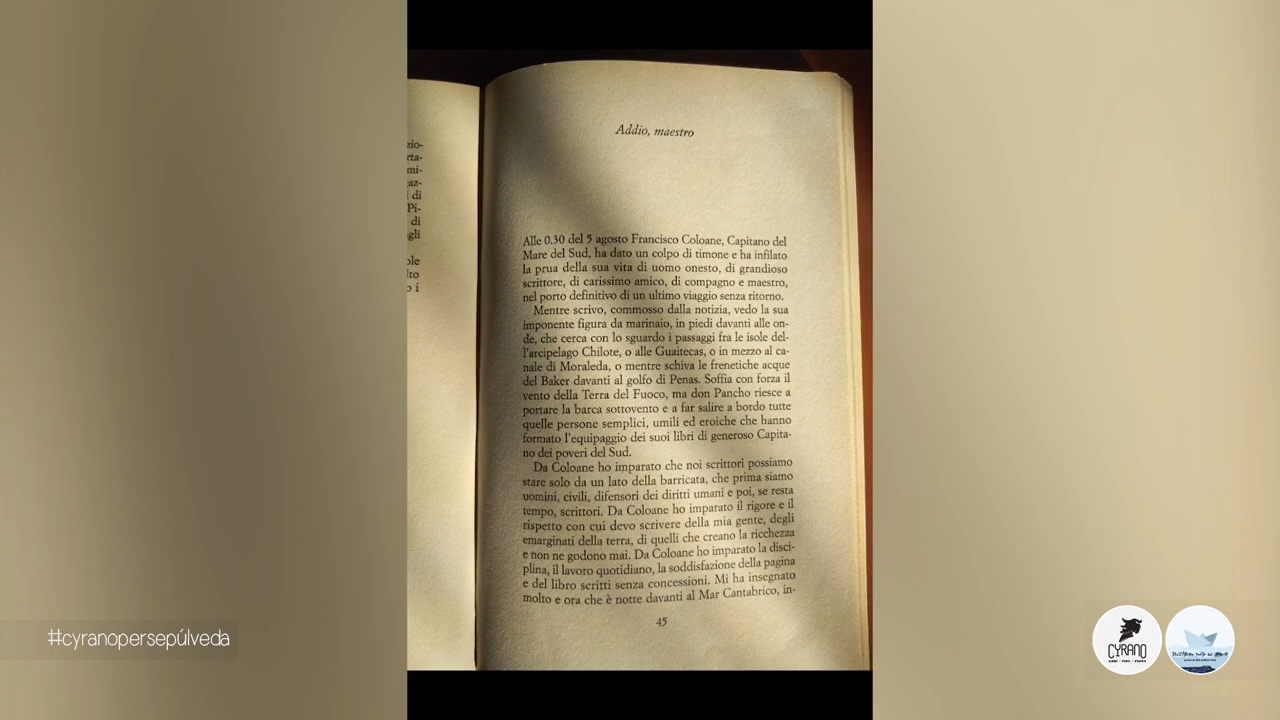 zio-
rta-
mi-
az-
di
Pi-
di
gli
ole
lto
o i
Addio, maestro
Alle 0.30 del 5 agosto Francisco Coloane, Capitano del
Mare del Sud, ha dato un colpo di timone e ha infilato
la prua della sua vita di uomo onesto, di grandioso
scrittore, di carissimo amico, di compagno e maestro,
nel porto definitivo di un ultimo viaggio senza ritorno.
Mentre scrivo, commosso dalla notizia, vedo la sua
imponente figura da marinaio, in piedi davanti alle on-
de, che cerca con lo sguardo i passaggi fra le isole del-
l'arcipelago Chilote, o alle Guaitecas, o in mezzo al ca-
nale di Moraleda, o mentre schiva le frenetiche acque
del Baker davanti al golfo di Penas. Soffia con forza il
vento della Terra del Fuoco, ma don Pancho riesce a
portare la barca sottovento e a far salire a bordo tutte
quelle persone semplici, umili ed eroiche che hanno
formato l'equipaggio dei suoi libri di generoso Capita-
no dei poveri del Sud.
Da Coloane ho imparato che noi scrittori possiamo
stare solo da un lato della barricata, che prima siamo
uomini, civili, difensori dei diritti umani e poi, se resta
tempo, scrittori. Da Coloane ho imparato il rigore e il
rispetto con cui devo scrivere della mia gente, degli
emarginati della terra, di quelli che creano la ricchezza
e non ne godono mai. Da Coloane ho imparato la disci-
plina, il lavoro quotidiano, la soddisfazione della pagina
e del libro scritti senza concessioni. Mi ha insegnato
molto e ora che è notte davanti al Mar Cantabrico, in-
45
#cyranopersepúlveda
CYRANO